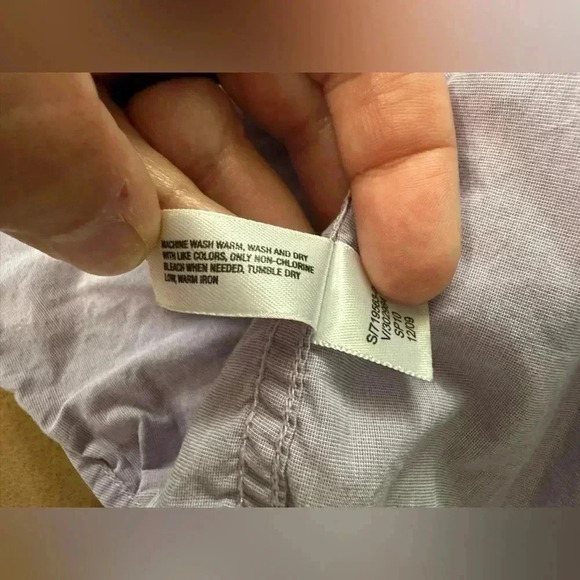 MACHINE WASH WARM, WASH AND DRY
WITH LIKE COLORS, ONLY NON-CHLORINE
BLEACH WHEN NEEDED, TUMBLE DRY
LOW, WARM IRON
SP10
12/09